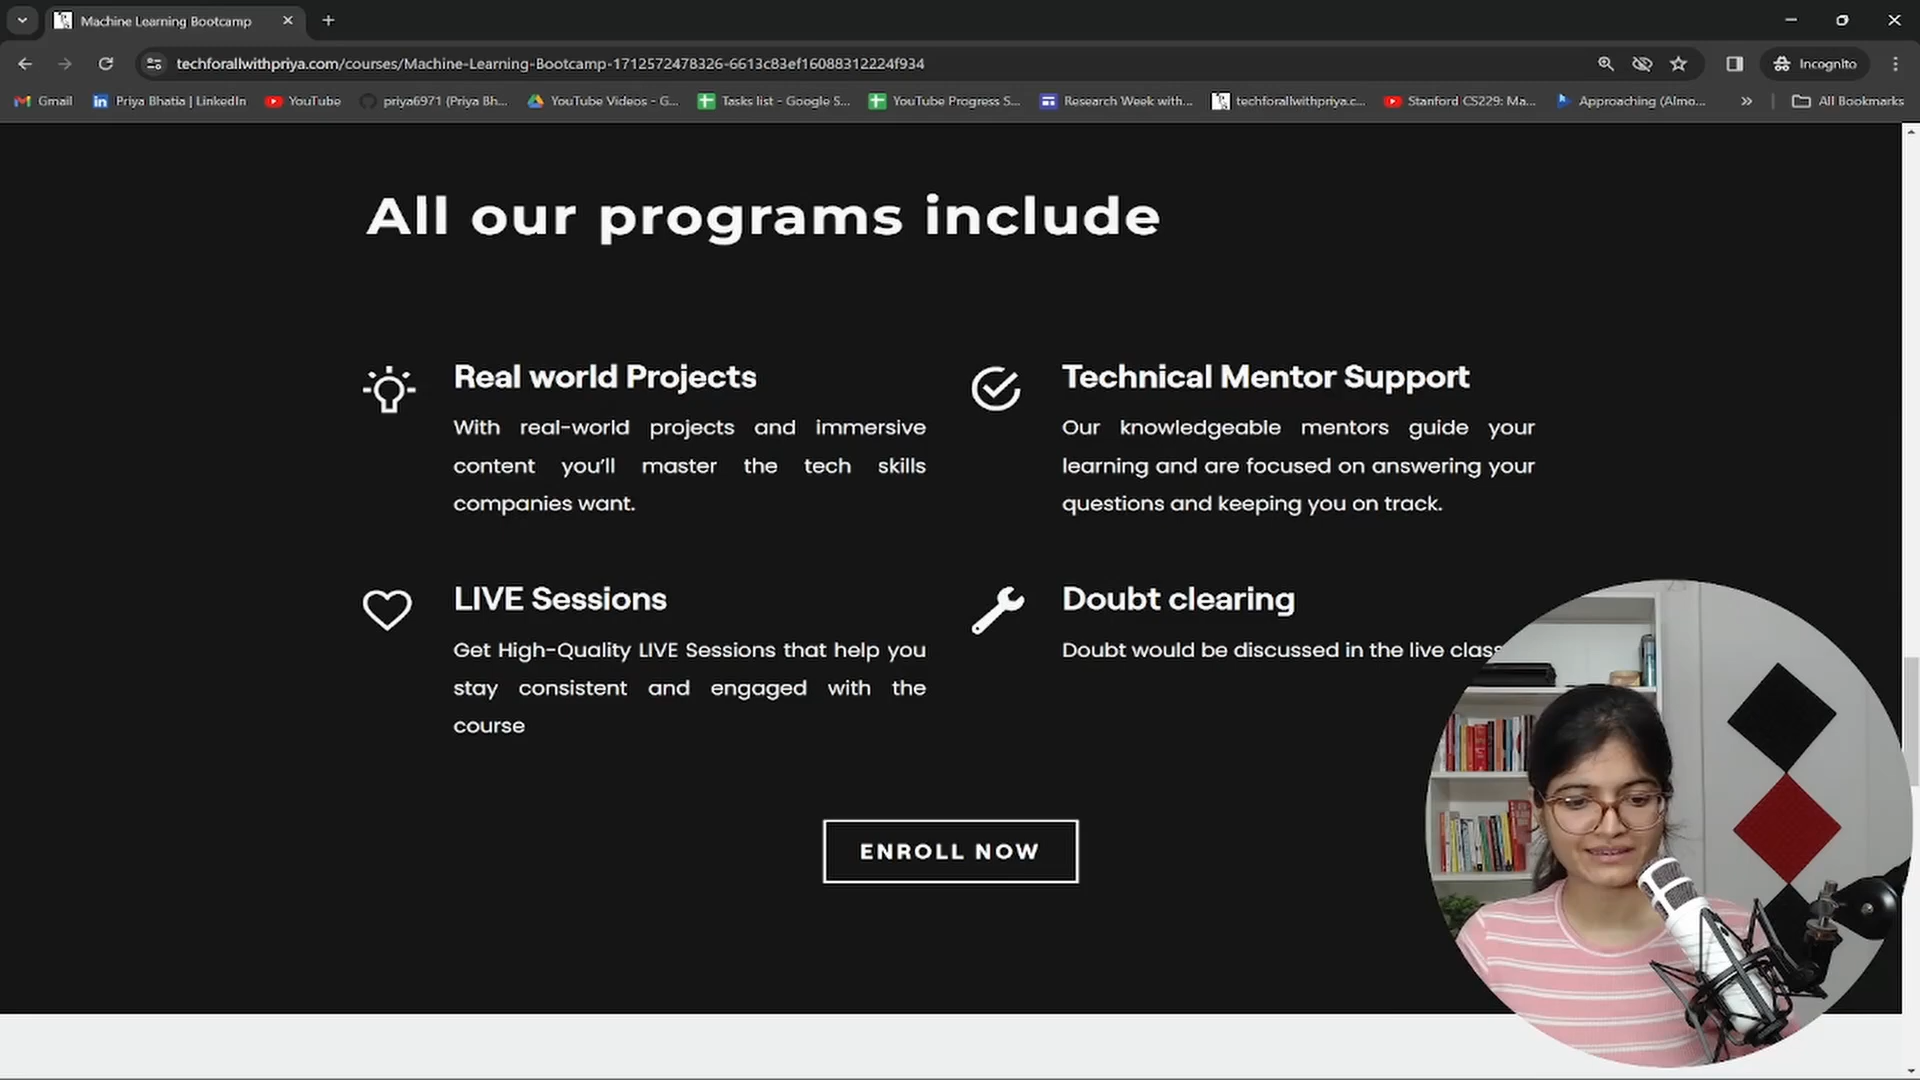 Machine Learning Bootcamp
techforallwithpriya.com/courses/Machine-Learning-Bootcamp-1712572478326-6613c83ef16088312224f934
Incognito
Gmail
Priya Bhatia | LinkedIn
YouTube
priya6971 (Priya Bh...
YouTube Videos - G...
Tasks list - Google S...
YouTube Progress S...
Research Week with...
techforallwithpriya.c...
Stanford CS229: Ma...
Approaching (Almo...
All Bookmarks
All our programs include
Real world Projects
With real-world projects and immersive
content you'll master the tech skills
companies want.
Technical Mentor Support
Our knowledgeable mentors guide your
learning and are focused on answering your
questions and keeping you on track.
LIVE Sessions
Get High-Quality LIVE Sessions that help you
stay consistent and engaged with the
course
Doubt clearing
Doubt would be discussed in the live class
ENROLL NOW